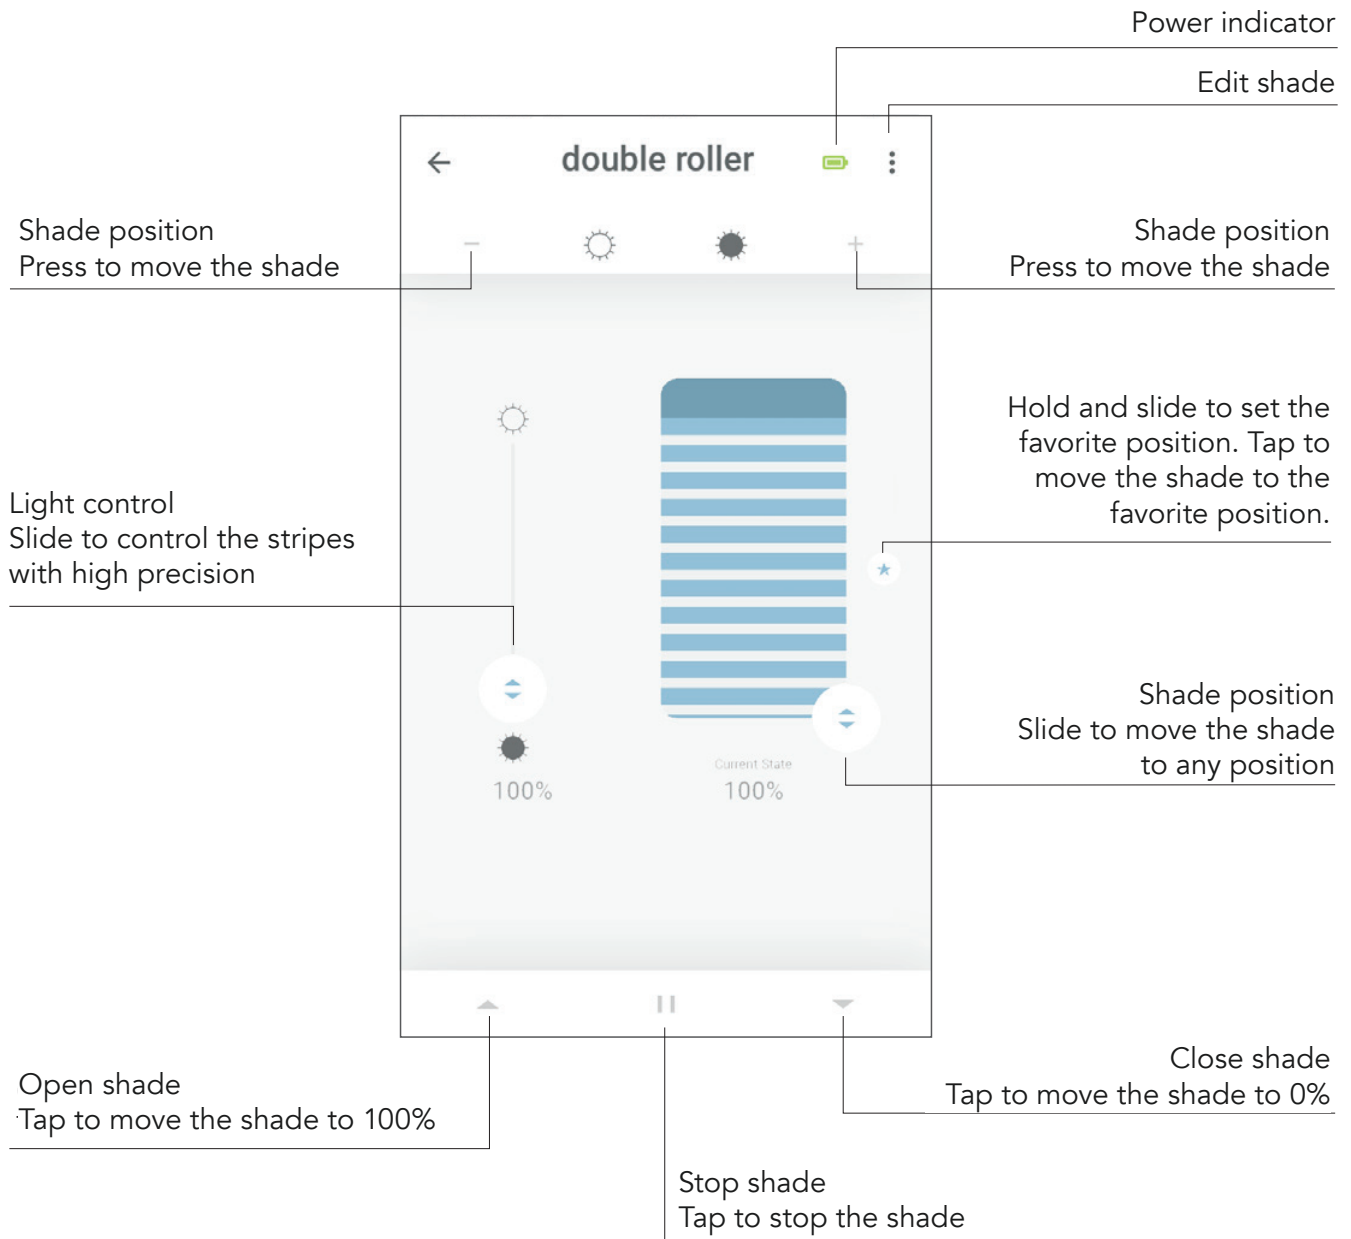 Power indicator
Edit shade
double roller
Shade position
Press to move the shade
Shade position
Press to move the shade
Hold and slide to set the
favorite position. Tap to
move the shade to the
favorite position.
Light control
Slide to control the stripes
with high precision
Shade position
Slide to move the shade
to any position
100%
Current State
100%
Open shade
Tap to move the shade to 100%
Close shade
Tap to move the shade to 0%
Stop shade
Tap to stop the shade